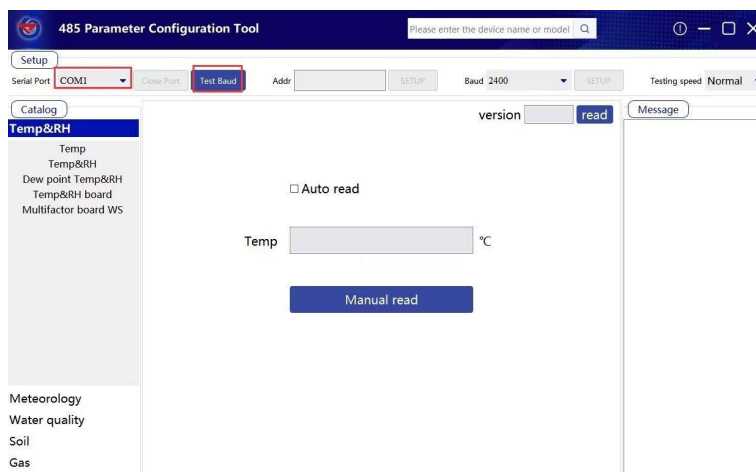 485 Parameter Configuration Tool
Please enter the device name or model
Setup
Serial Port COM1 Close Port Test Baud Addr SETUP Baud 2400 SETUP Testing speed Normal
Catalog
version read
Message
Temp&RH
Temp
Temp&RH
Dew point Temp&RH
Temp&RH board
Multifactor board WS
Auto read
Temp ℃
Manual read
Meteorology
Water quality
Soil
Gas